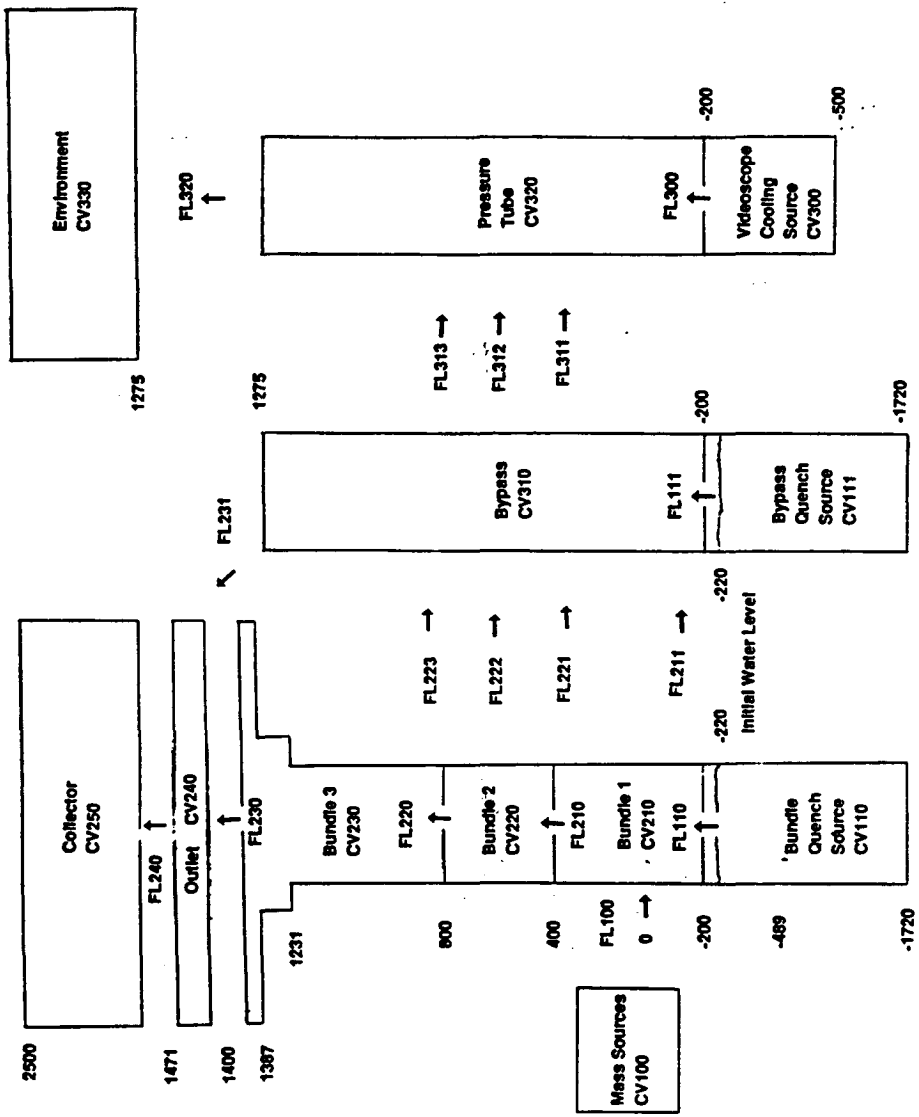 Environment
CV330
1275
FL320
Collector
CV250
2500
FL240
1471
Outlet CV240
1400
FL230
1387
1231
FL231
1275
Bundle 3
CV230
FL220
800
Bundle 2
CV220
FL210
400
Bundle 1
CV210
FL100
0
FL110
-200
-489
Bundle
Quench
Source
CV110
-1720
Mass Sources
CV100
FL223
FL222
FL221
FL211
-220
-220
Initial Water Level
Bypass
CV310
FL111
-200
Bypass
Quench
Source
CV111
-1720
FL313
FL312
FL311
Pressure
Tube
CV320
FL300
-200
Videoscope
Cooling
Source
CV300
-500